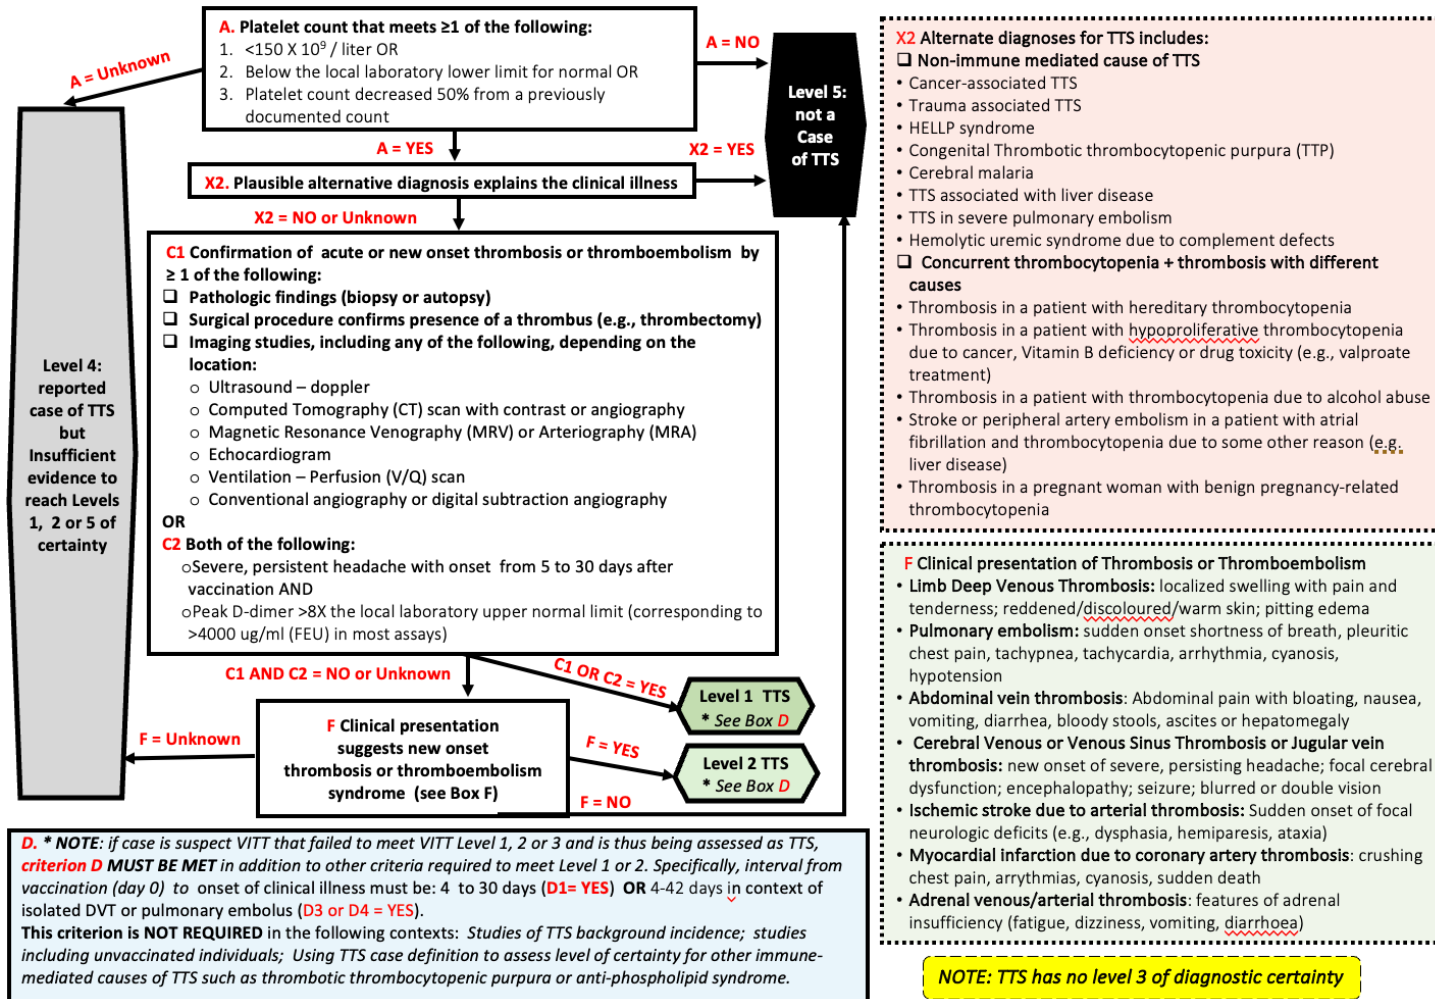 A. Platelet count that meets ≥1 of the following:
1. <150 X 10⁹ / liter OR
2. Below the local laboratory lower limit for normal OR
3. Platelet count decreased 50% from a previously
documented count
A = Unknown
A = NO
A = YES
X2 = YES
Level 5:
not a
Case
of TTS
X2. Plausible alternative diagnosis explains the clinical illness
X2 = NO or Unknown
C1 Confirmation of acute or new onset thrombosis or thromboembolism by
≥ 1 of the following:
❑ Pathologic findings (biopsy or autopsy)
❑ Surgical procedure confirms presence of a thrombus (e.g., thrombectomy)
❑ Imaging studies, including any of the following, depending on the
location:
o Ultrasound – doppler
o Computed Tomography (CT) scan with contrast or angiography
o Magnetic Resonance Venography (MRV) or Arteriography (MRA)
o Echocardiogram
o Ventilation – Perfusion (V/Q) scan
o Conventional angiography or digital subtraction angiography
OR
C2 Both of the following:
oSevere, persistent headache with onset from 5 to 30 days after
vaccination AND
oPeak D-dimer >8X the local laboratory upper normal limit (corresponding to
>4000 ug/ml (FEU) in most assays)
Level 4:
reported
case of TTS
but
Insufficient
evidence to
reach Levels
1, 2 or 5 of
certainty
C1 AND C2 = NO or Unknown
C1 OR C2 = YES
Level 1 TTS
* See Box D
F Clinical presentation
suggests new onset
thrombosis or thromboembolism
syndrome (see Box F)
F = Unknown
F = YES
Level 2 TTS
* See Box D
F = NO
D. * NOTE: if case is suspect VITT that failed to meet VITT Level 1, 2 or 3 and is thus being assessed as TTS,
criterion D MUST BE MET in addition to other criteria required to meet Level 1 or 2. Specifically, interval from
vaccination (day 0) to onset of clinical illness must be: 4 to 30 days (D1= YES) OR 4-42 days in context of
isolated DVT or pulmonary embolus (D3 or D4 = YES).
This criterion is NOT REQUIRED in the following contexts: Studies of TTS background incidence; studies
including unvaccinated individuals; Using TTS case definition to assess level of certainty for other immune-
mediated causes of TTS such as thrombotic thrombocytopenic purpura or anti-phospholipid syndrome.
X2 Alternate diagnoses for TTS includes:
❑ Non-immune mediated cause of TTS
• Cancer-associated TTS
• Trauma associated TTS
• HELLP syndrome
• Congenital Thrombotic thrombocytopenic purpura (TTP)
• Cerebral malaria
• TTS associated with liver disease
• TTS in severe pulmonary embolism
• Hemolytic uremic syndrome due to complement defects
❑ Concurrent thrombocytopenia + thrombosis with different
causes
• Thrombosis in a patient with hereditary thrombocytopenia
• Thrombosis in a patient with hypoproliferative thrombocytopenia
due to cancer, Vitamin B deficiency or drug toxicity (e.g., valproate
treatment)
• Thrombosis in a patient with thrombocytopenia due to alcohol abuse
• Stroke or peripheral artery embolism in a patient with atrial
fibrillation and thrombocytopenia due to some other reason (e.g.
liver disease)
• Thrombosis in a pregnant woman with benign pregnancy-related
thrombocytopenia
F Clinical presentation of Thrombosis or Thromboembolism
• Limb Deep Venous Thrombosis: localized swelling with pain and
tenderness; reddened/discoloured/warm skin; pitting edema
• Pulmonary embolism: sudden onset shortness of breath, pleuritic
chest pain, tachypnea, tachycardia, arrhythmia, cyanosis,
hypotension
• Abdominal vein thrombosis: Abdominal pain with bloating, nausea,
vomiting, diarrhea, bloody stools, ascites or hepatomegaly
• Cerebral Venous or Venous Sinus Thrombosis or Jugular vein
thrombosis: new onset of severe, persisting headache; focal cerebral
dysfunction; encephalopathy; seizure; blurred or double vision
• Ischemic stroke due to arterial thrombosis: Sudden onset of focal
neurologic deficits (e.g., dysphasia, hemiparesis, ataxia)
• Myocardial infarction due to coronary artery thrombosis: crushing
chest pain, arrythmias, cyanosis, sudden death
• Adrenal venous/arterial thrombosis: features of adrenal
insufficiency (fatigue, dizziness, vomiting, diarrhoea)
NOTE: TTS has no level 3 of diagnostic certainty